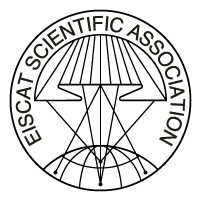 EISCAT SCIENTIFIC ASSOCIATION